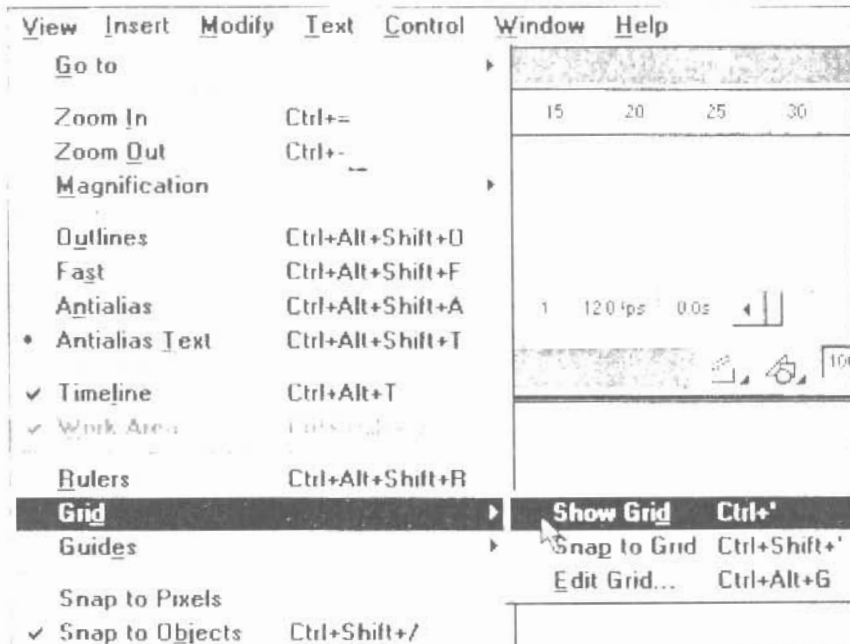 View Insert Modify Text Control Window Help
Go to
15 20 25 30
Zoom In Ctrl+=
Zoom Out Ctrl+-
Magnification
Outlines Ctrl+Alt+Shift+O
Fast Ctrl+Alt+Shift+F
Antialias Ctrl+Alt+Shift+A
1 12.0 fps 0.0s
Antialias Text Ctrl+Alt+Shift+T
Timeline Ctrl+Alt+T
Work Area
Rulers Ctrl+Alt+Shift+R
Grid
Show Grid Ctrl+'
Guides
Snap to Grid Ctrl+Shift+'
Edit Grid... Ctrl+Alt+G
Snap to Pixels
Snap to Objects Ctrl+Shift+/